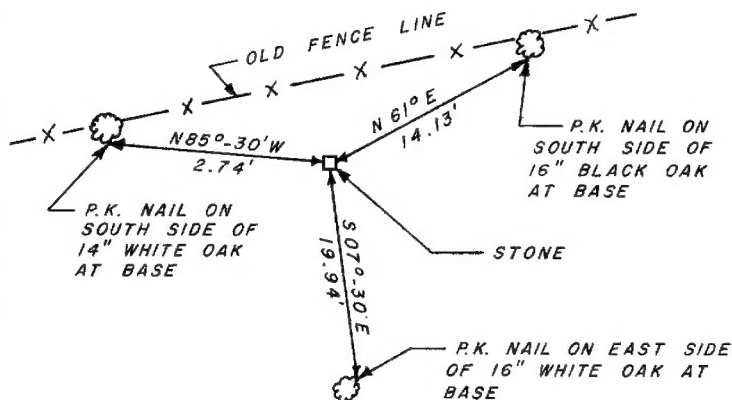 OLD FENCE LINE
N 61° E
14.13'
N85°-30'W
2.74'
P.K. NAIL ON
SOUTH SIDE OF
16" BLACK OAK
AT BASE
P.K. NAIL ON
SOUTH SIDE OF
14" WHITE OAK
AT BASE
STONE
S07°-30'E
19.94'
P.K. NAIL ON EAST SIDE
OF 16" WHITE OAK AT
BASE